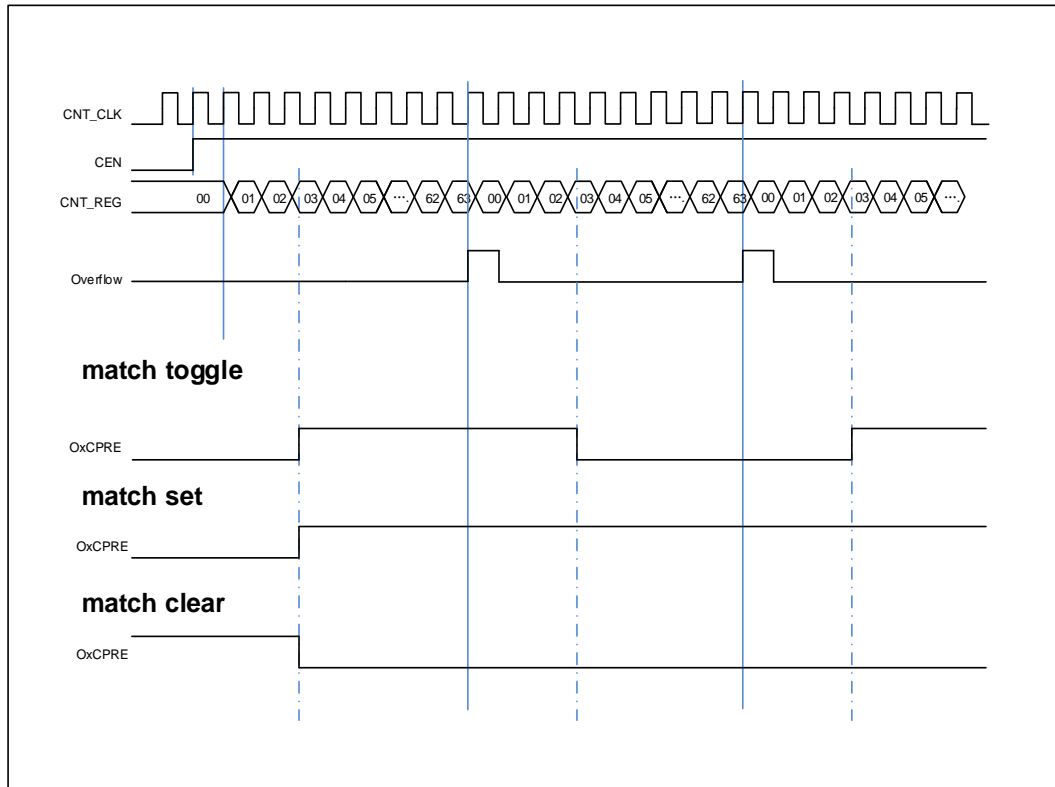 CNT_CLK
CEN
CNT_REG 00 01 02 03 04 05 ···. 62 63 00 01 02 03 04 05 ···. 62 63 00 01 02 03 04 05 ···.
Overflow
match toggle
OxCPRE
match set
OxCPRE
match clear
OxCPRE